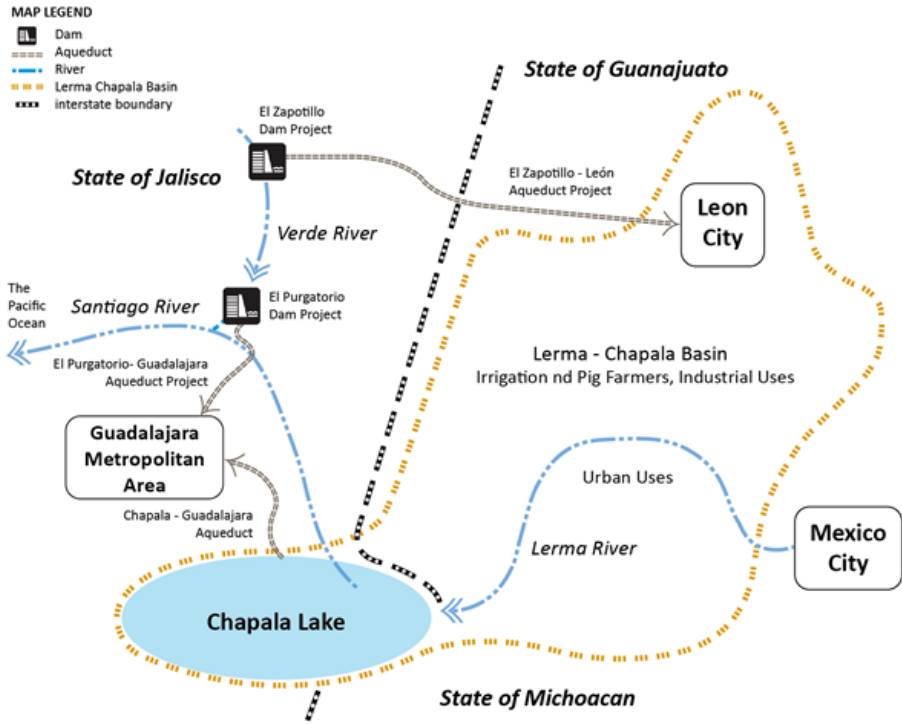 MAP LEGEND
Dam
Aqueduct
River
Lerma Chapala Basin
interstate boundary
State of Guanajuato
El Zapotillo
Dam Project
State of Jalisco
El Zapotillo - León
Aqueduct Project
Leon
City
Verde River
The
Pacific
Ocean
Santiago River
El Purgatorio
Dam Project
El Purgatorio- Guadalajara
Aqueduct Project
Lerma - Chapala Basin
Irrigation nd Pig Farmers, Industrial Uses
Guadalajara
Metropolitan
Area
Urban Uses
Chapala - Guadalajara
Aqueduct
Lerma River
Mexico
City
Chapala Lake
State of Michoacan